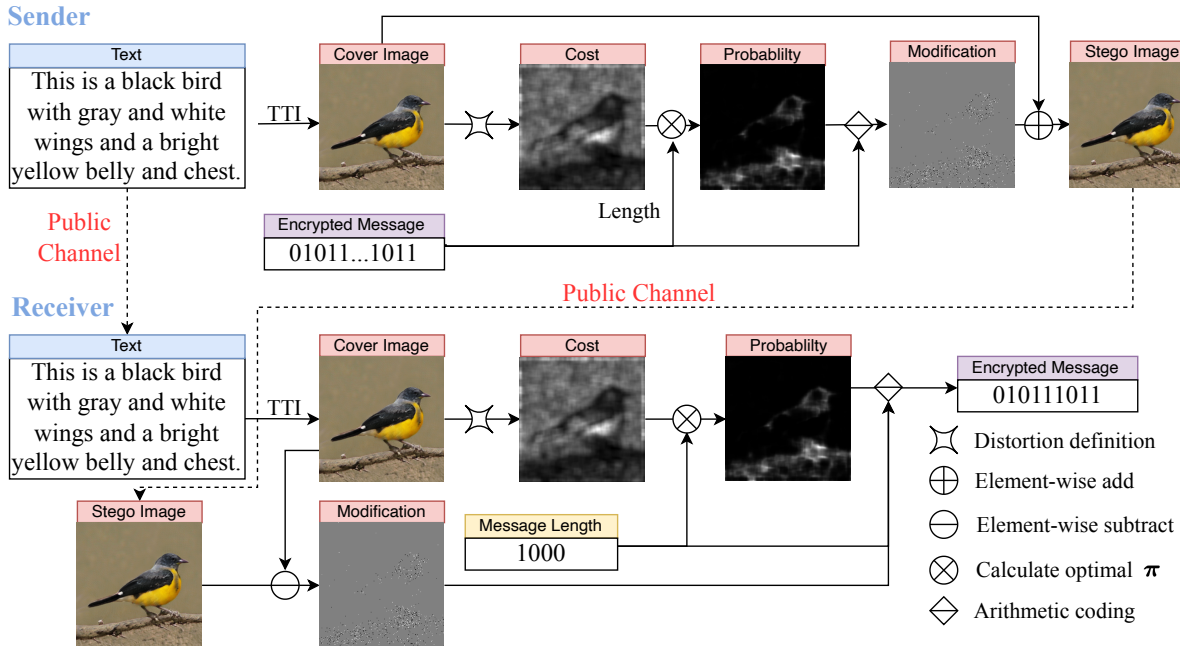 Sender
Text
This is a black bird
with gray and white
wings and a bright
yellow belly and chest.
TTI
Cover Image
Cost
Probablilty
Modification
Stego Image
Length
Encrypted Message
01011...1011
Public
Channel
Public Channel
Receiver
Text
This is a black bird
with gray and white
wings and a bright
yellow belly and chest.
TTI
Cover Image
Cost
Probablilty
Encrypted Message
010111011
Stego Image
Modification
Message Length
1000
Distortion definition
Element-wise add
Element-wise subtract
Calculate optimal π
Arithmetic coding